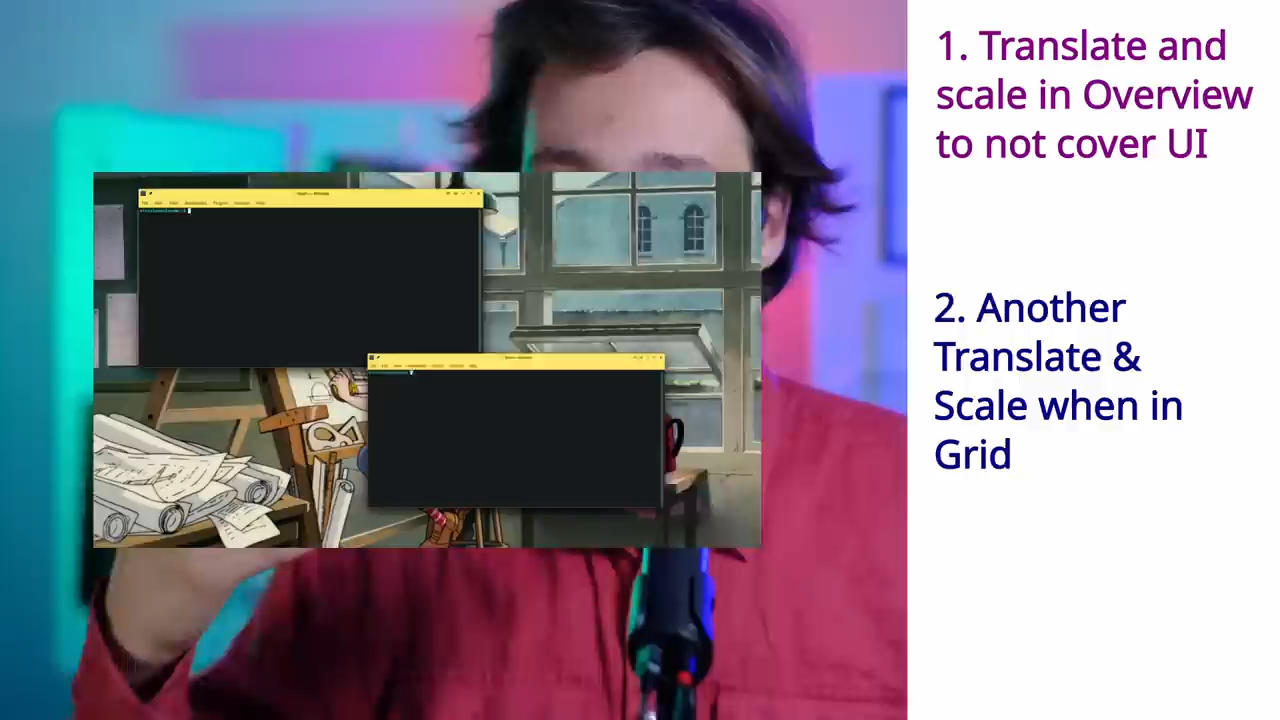 1. Translate and
scale in Overview
to not cover UI
2. Another
Translate &
Scale when in
Grid